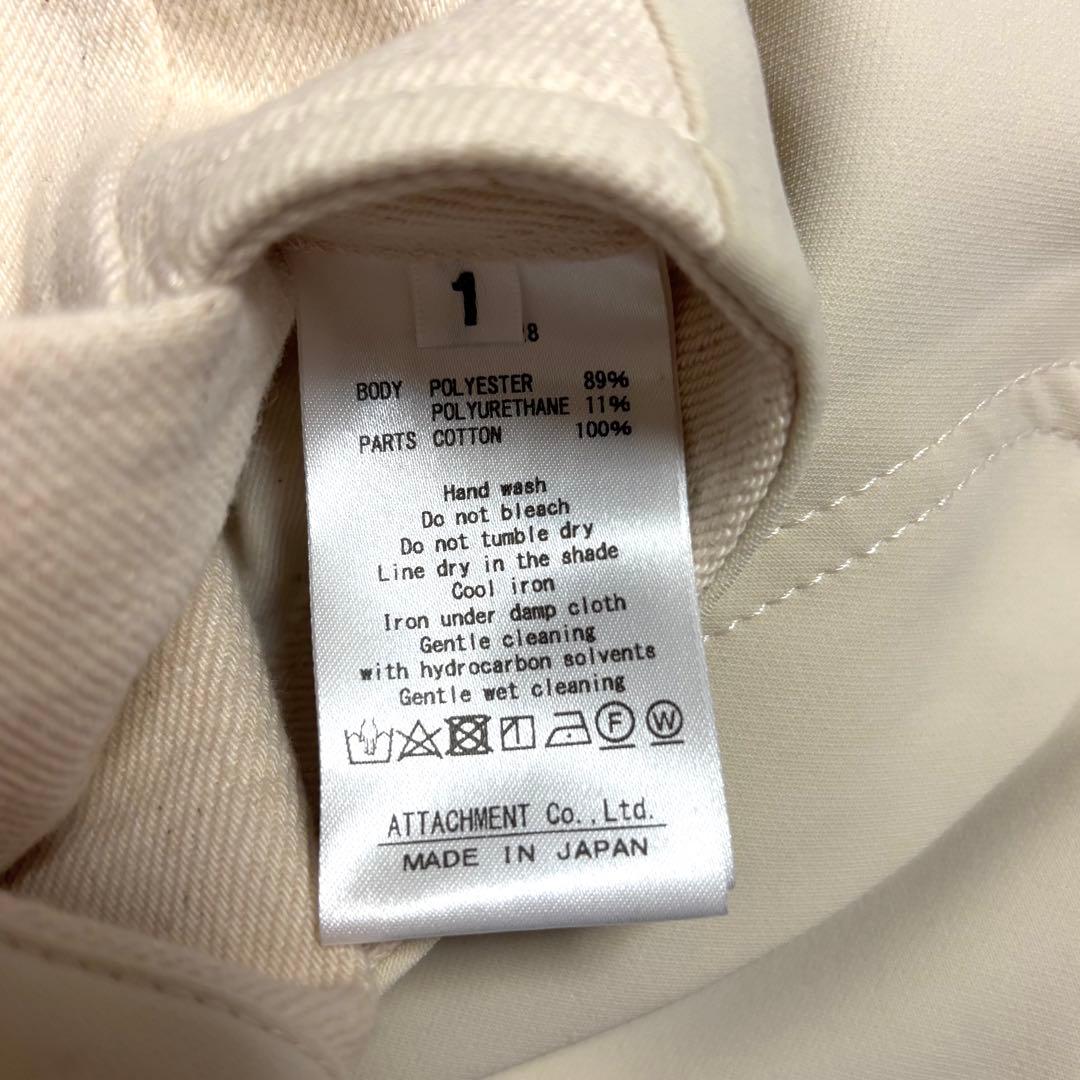 1
8
BODY POLYESTER 89%
POLYURETHANE 11%
PARTS COTTON 100%
Hand wash
Do not bleach
Do not tumble dry
Line dry in the shade
Cool iron
Iron under damp cloth
Gentle cleaning
with hydrocarbon solvents
Gentle wet cleaning
F W
ATTACHMENT Co.,Ltd.
MADE IN JAPAN